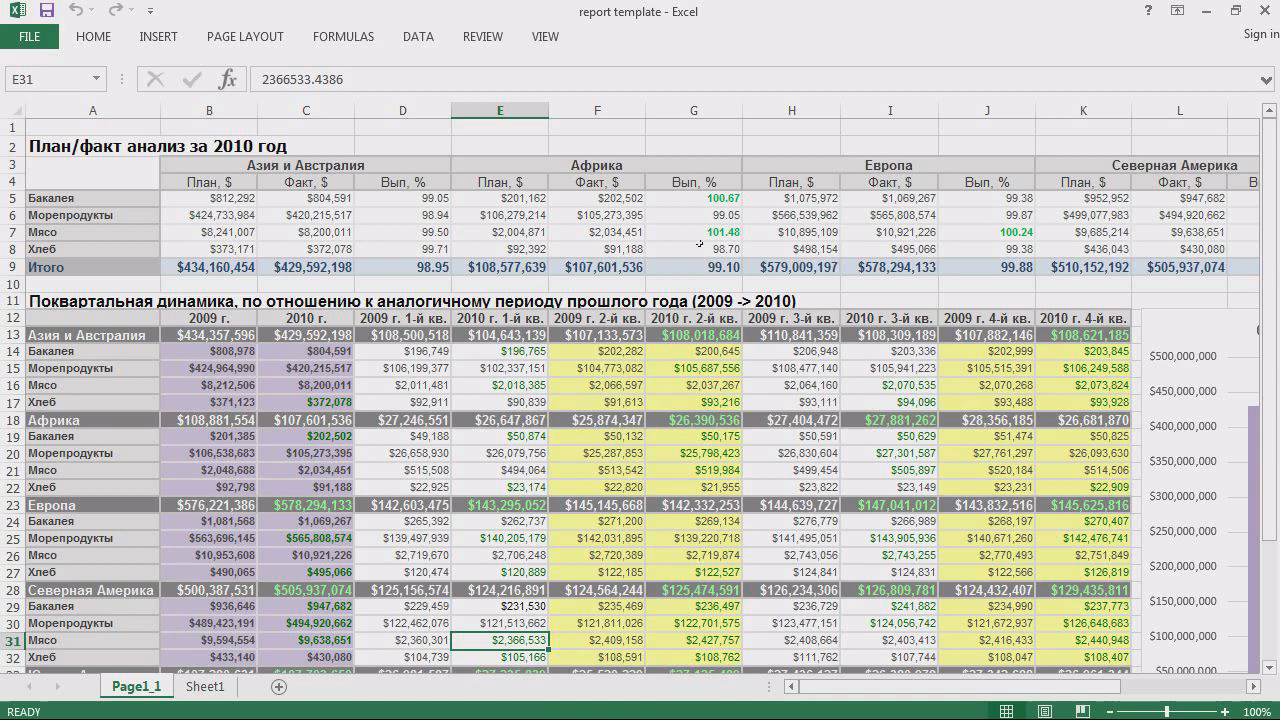 report template - Excel
?
FILE HOME INSERT PAGE LAYOUT FORMULAS DATA REVIEW VIEW Sign in
E31 fx 2366533.4386
A B C D E F G H I J K L
1
2 План/факт анализ за 2010 год
3 Азия и Австралия Африка Европа Северная Америка
4 План, $ Факт, $ Вып, % План, $ Факт, $ Вып, % План, $ Факт, $ Вып, % План, $ Факт, $ В
5 Бакалея $812,292 $804,591 99.05 $201,162 $202,502 100.67 $1,075,972 $1,069,267 99.38 $952,952 $947,682
6 Морепродукты $424,733,984 $420,215,517 98.94 $106,279,214 $105,273,395 99.05 $566,539,962 $565,808,574 99.87 $499,077,983 $494,920,662
7 Мясо $8,241,007 $8,200,011 99.50 $2,004,871 $2,034,451 101.48 $10,895,109 $10,921,226 100.24 $9,685,214 $9,638,651
8 Хлеб $373,171 $372,078 99.71 $92,392 $91,188 98.70 $498,154 $495,066 99.38 $436,043 $430,080
9 Итого $434,160,454 $429,592,198 98.95 $108,577,639 $107,601,536 99.10 $579,009,197 $578,294,133 99.88 $510,152,192 $505,937,074
10
11 Поквартальная динамика, по отношению к аналогичному периоду прошлого года (2009 -> 2010)
12 2009 г. 2010 г. 2009 г. 1-й кв. 2010 г. 1-й кв. 2009 г. 2-й кв. 2010 г. 2-й кв. 2009 г. 3-й кв. 2010 г. 3-й кв. 2009 г. 4-й кв. 2010 г. 4-й кв.
13 Азия и Австралия $434,357,596 $429,592,198 $108,500,518 $104,643,139 $107,133,573 $108,018,684 $110,841,359 $108,309,189 $107,882,146 $108,621,185
14 Бакалея $808,978 $804,591 $196,749 $196,765 $202,282 $200,645 $206,948 $203,336 $202,999 $203,845 $500,000,000
15 Морепродукты $424,964,990 $420,215,517 $106,199,377 $102,337,151 $104,773,082 $105,687,556 $108,477,140 $105,941,223 $105,515,391 $106,249,588
16 Мясо $8,212,506 $8,200,011 $2,011,481 $2,018,385 $2,066,597 $2,037,267 $2,064,160 $2,070,535 $2,070,268 $2,073,824 $450,000,000
17 Хлеб $371,123 $372,078 $92,911 $90,839 $91,613 $93,216 $93,111 $94,096 $93,488 $93,928
18 Африка $108,881,554 $107,601,536 $27,246,551 $26,647,867 $25,874,347 $26,390,536 $27,404,472 $27,881,262 $28,356,185 $26,681,870 $400,000,000
19 Бакалея $201,385 $202,502 $49,188 $50,874 $50,132 $50,175 $50,591 $50,629 $51,474 $50,825
20 Морепродукты $106,538,683 $105,273,395 $26,658,930 $26,079,756 $25,287,853 $25,798,423 $26,830,604 $27,301,587 $27,761,297 $26,093,630 $350,000,000
21 Мясо $2,048,688 $2,034,451 $515,508 $494,064 $513,542 $519,984 $499,454 $505,897 $520,184 $514,506
22 Хлеб $92,798 $91,188 $22,925 $23,174 $22,820 $21,955 $23,822 $23,149 $23,231 $22,909 $300,000,000
23 Европа $576,221,386 $578,294,133 $142,603,475 $143,295,052 $145,145,668 $142,332,253 $144,639,727 $147,041,012 $143,832,516 $145,625,816
24 Бакалея $1,081,568 $1,069,267 $265,392 $262,737 $271,200 $269,134 $276,779 $266,989 $268,197 $270,407 $250,000,000
25 Морепродукты $563,696,145 $565,808,574 $139,497,939 $140,205,179 $142,031,895 $139,220,718 $141,495,051 $143,905,936 $140,671,260 $142,476,741
26 Мясо $10,953,608 $10,921,226 $2,719,670 $2,706,248 $2,720,389 $2,719,874 $2,743,056 $2,743,255 $2,770,493 $2,751,849 $200,000,000
27 Хлеб $490,065 $495,066 $120,474 $120,889 $122,185 $122,527 $124,841 $124,831 $122,566 $126,819
28 Северная Америка $500,387,531 $505,937,074 $125,156,574 $124,216,891 $124,564,244 $125,474,591 $126,234,306 $126,809,781 $124,432,407 $129,435,811
29 Бакалея $936,646 $947,682 $229,459 $231,530 $235,469 $236,497 $236,729 $241,882 $234,990 $237,773 $150,000,000
30 Морепродукты $489,423,191 $494,920,662 $122,462,076 $121,513,662 $121,811,026 $122,701,575 $123,477,161 $124,056,742 $121,672,937 $126,648,683
31 Мясо $9,594,554 $9,638,651 $2,360,301 $2,366,533 $2,409,158 $2,427,757 $2,408,664 $2,403,413 $2,416,433 $2,440,948 $100,000,000
32 Хлеб $433,140 $430,080 $104,739 $105,166 $108,591 $108,762 $111,762 $107,744 $108,047 $108,407
$50,000,000
Page1_1 Sheet1
READY 100%